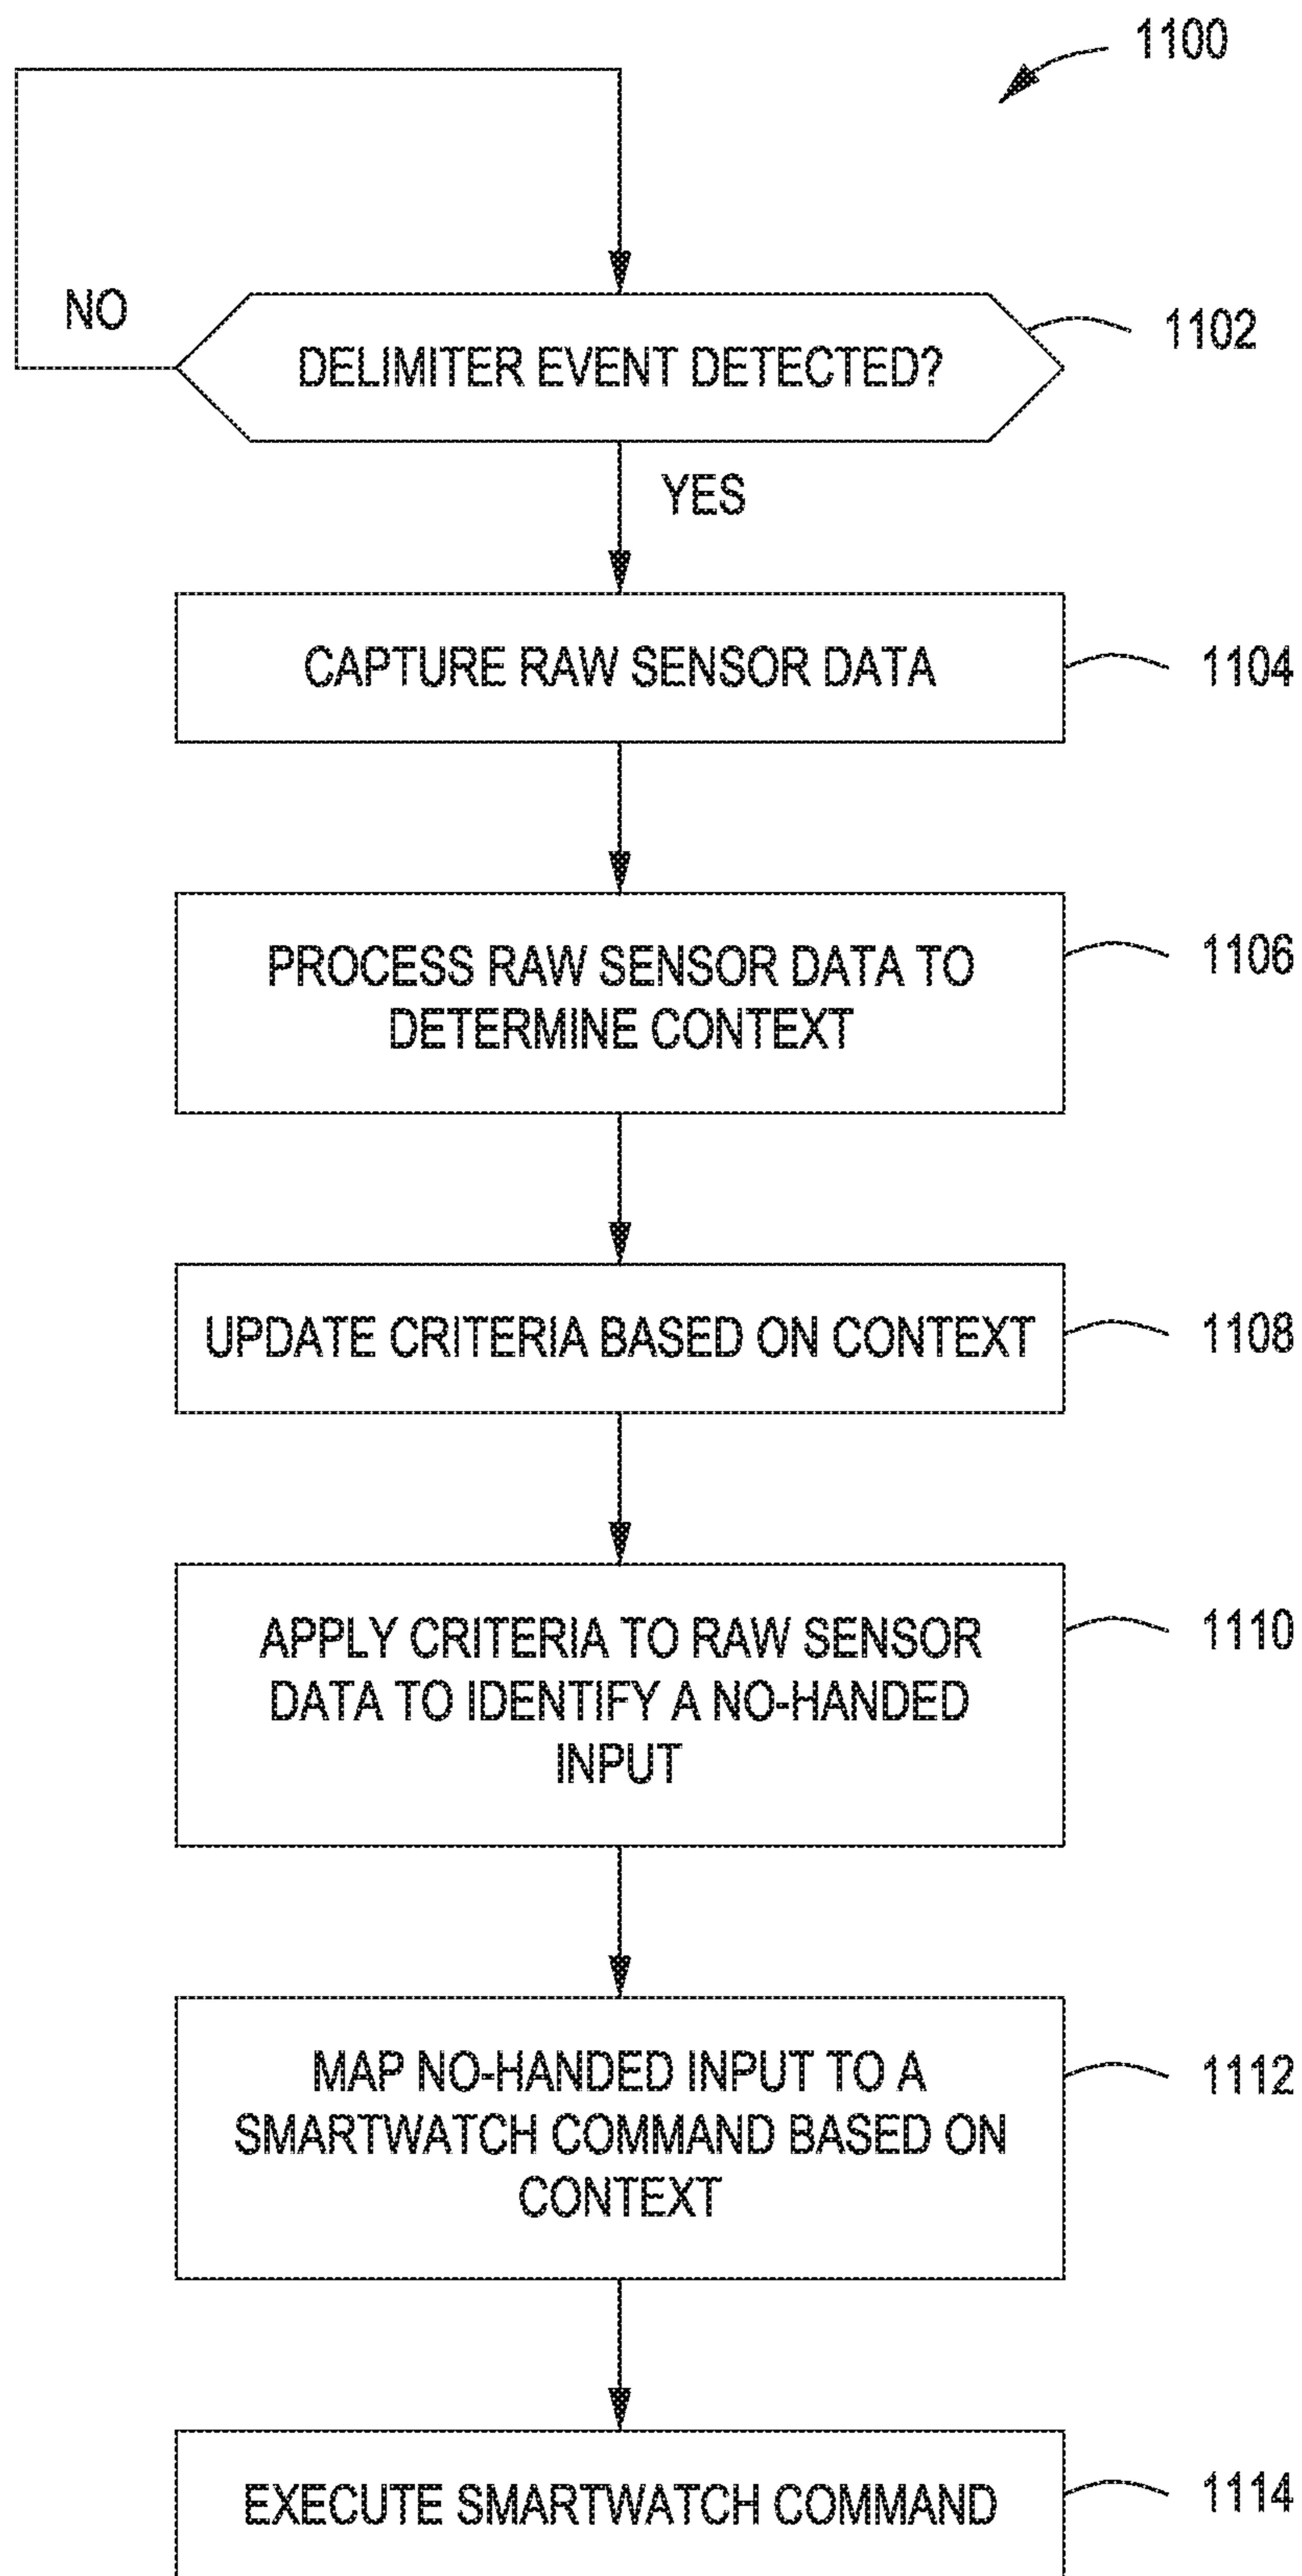 1100
NO
DELIMITER EVENT DETECTED?
1102
YES
CAPTURE RAW SENSOR DATA
1104
PROCESS RAW SENSOR DATA TO
DETERMINE CONTEXT
1106
UPDATE CRITERIA BASED ON CONTEXT
1108
APPLY CRITERIA TO RAW SENSOR
DATA TO IDENTIFY A NO-HANDED
INPUT
1110
MAP NO-HANDED INPUT TO A
SMARTWATCH COMMAND BASED ON
CONTEXT
1112
EXECUTE SMARTWATCH COMMAND
1114